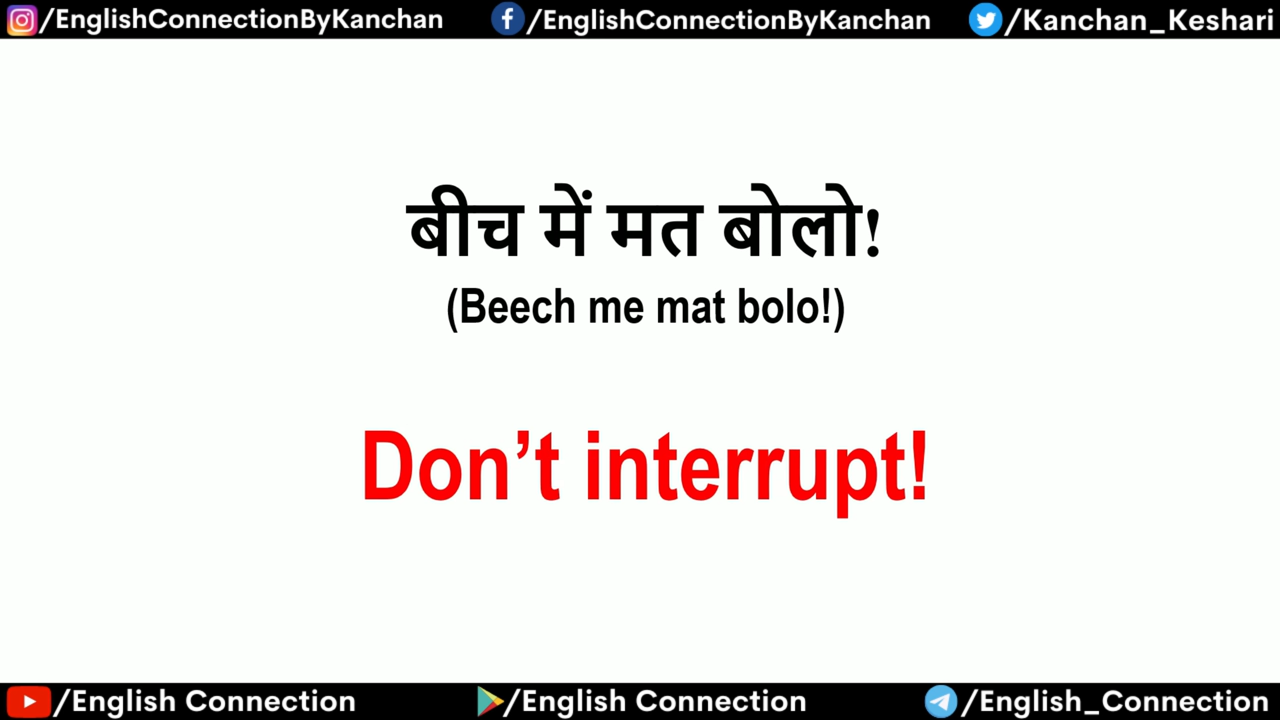 /EnglishConnectionByKanchan /EnglishConnectionByKanchan /Kanchan_Keshari
बीच में मत बोलो!
(Beech me mat bolo!)
Don’t interrupt!
/English Connection /English Connection /English_Connection